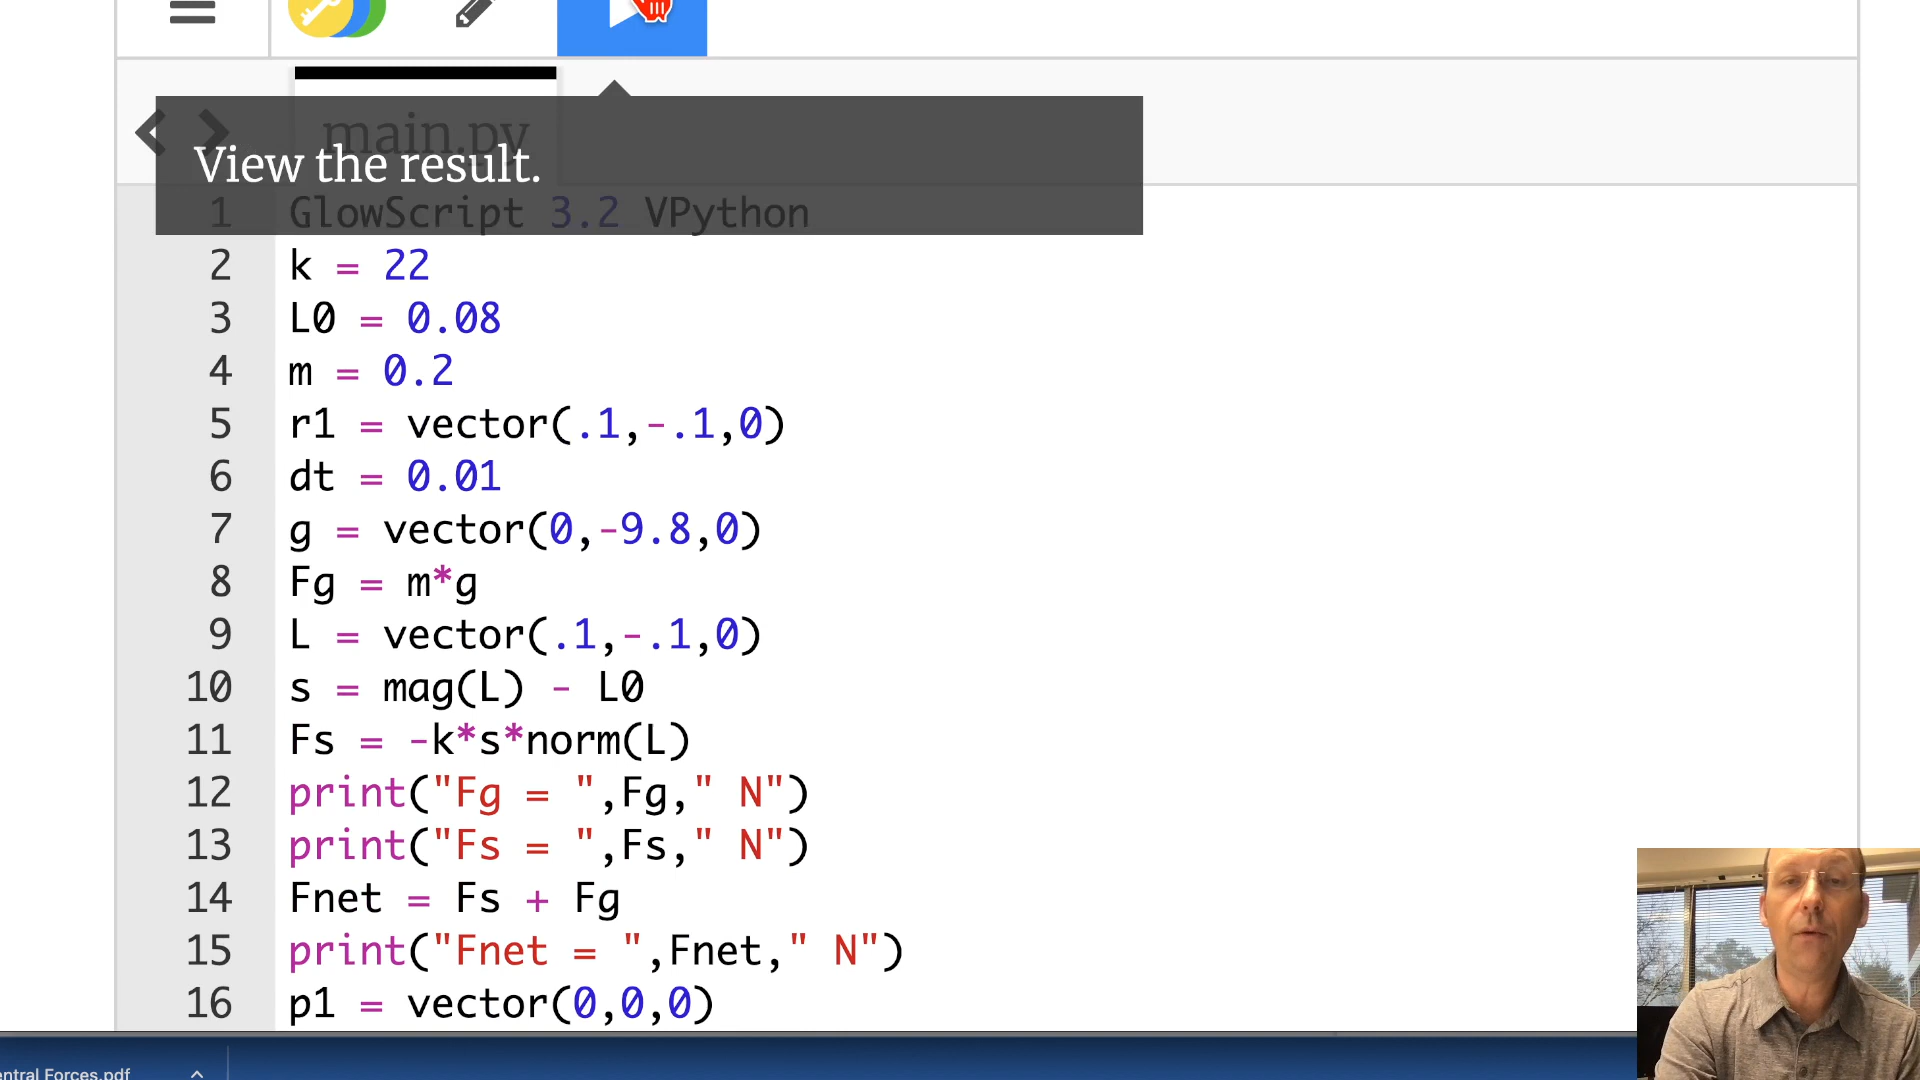 main.py
View the result.
1 GlowScript 3.2 VPython
2 k = 22
3 L0 = 0.08
4 m = 0.2
5 r1 = vector(.1,-.1,0)
6 dt = 0.01
7 g = vector(0,-9.8,0)
8 Fg = m*g
9 L = vector(.1,-.1,0)
10 s = mag(L) - L0
11 Fs = -k*s*norm(L)
12 print("Fg = ",Fg," N")
13 print("Fs = ",Fs," N")
14 Fnet = Fs + Fg
15 print("Fnet = ",Fnet," N")
16 p1 = vector(0,0,0)
entral Forces.pdf